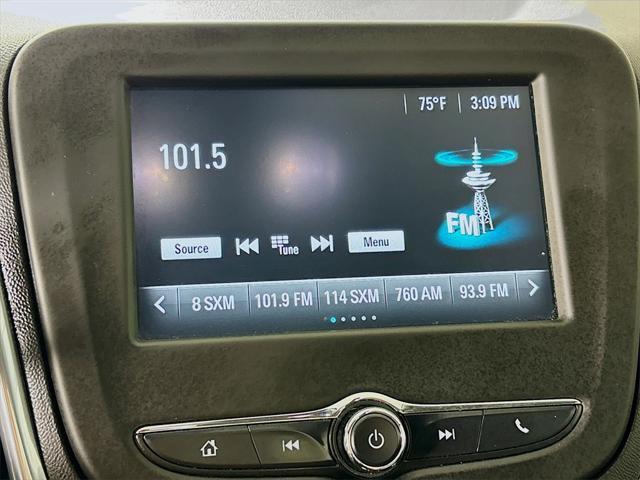 75°F 3:09 PM
101.5
FM
Source Tune Menu
8 SXM 101.9 FM 114 SXM 760 AM 93.9 FM